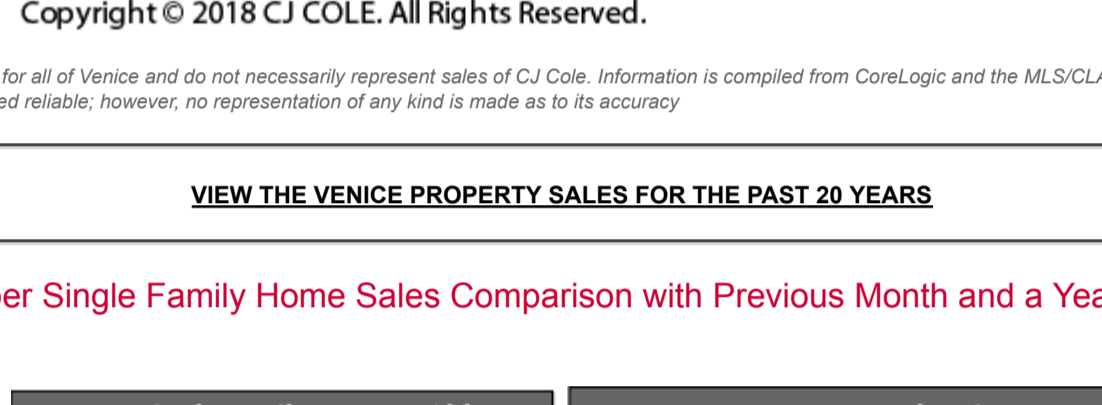 Copyright © 2018 CJ COLE. All Rights Reserved.
for all of Venice and do not necessarily represent sales of CJ Cole. Information is compiled from CoreLogic and the MLS/CLA
ed reliable; however, no representation of any kind is made as to its accuracy
VIEW THE VENICE PROPERTY SALES FOR THE PAST 20 YEARS
er Single Family Home Sales Comparison with Previous Month and a Yea